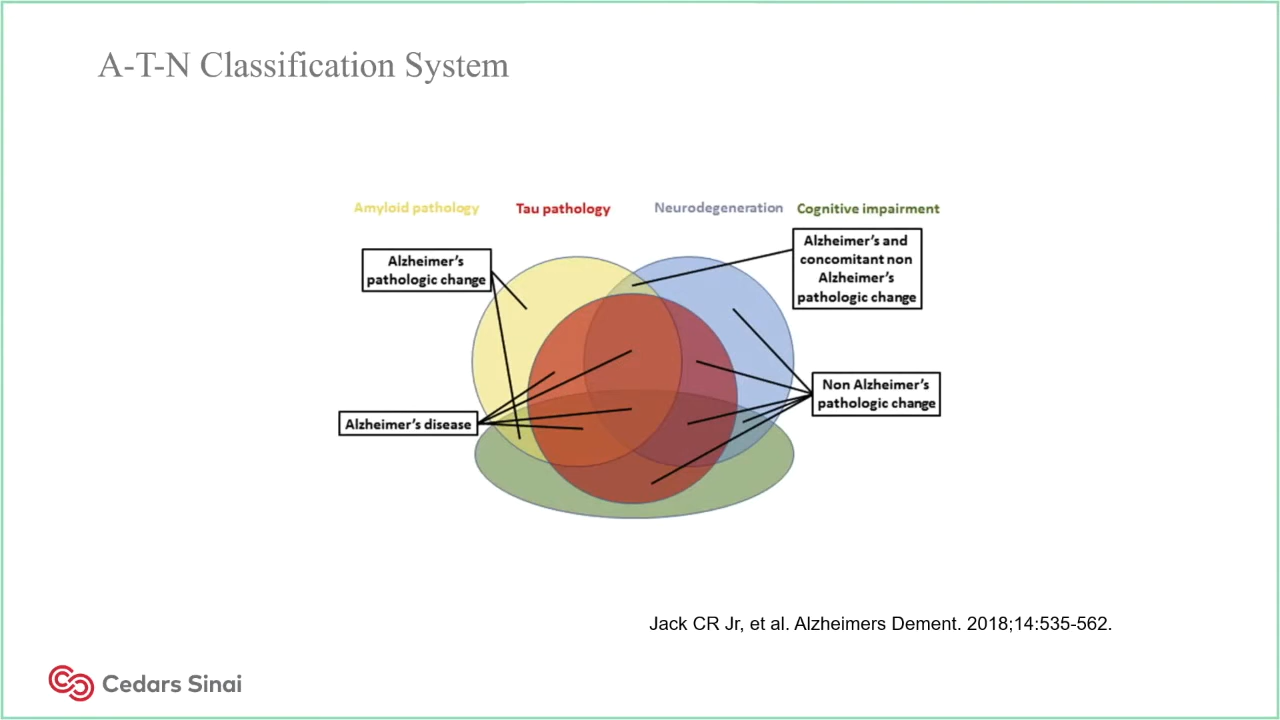 A-T-N Classification System
Amyloid pathology
Tau pathology
Neurodegeneration
Cognitive impairment
Alzheimer's
pathologic change
Alzheimer's and
concomitant non
Alzheimer's
pathologic change
Alzheimer's disease
Non Alzheimer's
pathologic change
Jack CR Jr, et al. Alzheimers Dement. 2018;14:535-562.
Cedars Sinai